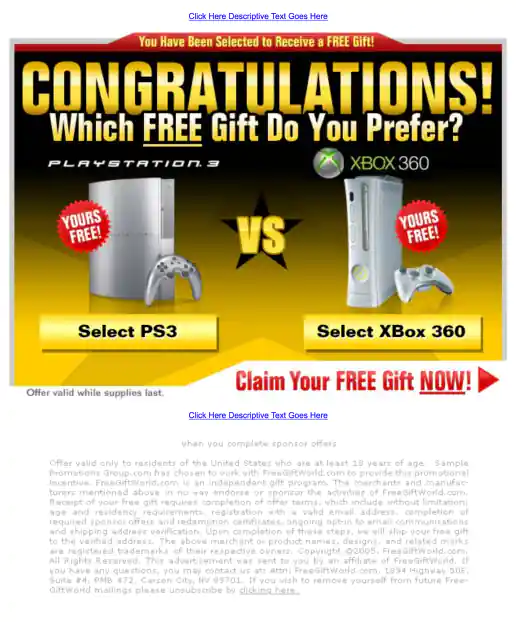 Click Here Descriptive Text Goes Here
You Have Been Selected to Receive a FREE Gift!
CONGRATULATIONS!
Which FREE Gift Do You Prefer?
PLAYSTATION 3
XBOX 360
YOURS FREE!
VS
YOURS FREE!
Select PS3
Select XBox 360
Claim Your FREE Gift NOW!
Offer valid while supplies last.
Click Here Descriptive Text Goes Here
when you complete sponsor offers
Offer valid only to residents of the United States who are at least 18 years of age. Sample
Promotions Group.com has chosen to work with FreeGiftWorld.com to provide this promotional
incentive. FreeGiftWorld.com is an independent gift program. The merchants and manufac-
turers mentioned above in no way endorse or sponsor the advertiser of FreeGiftWorld.com.
Receipt of your free gift requires completion of offer terms, which include without limitation:
age and residency requirements, registration with a valid email address, completion of
required sponsor offers and redemption certificates, ongoing opt-in to email communications
and shipping address verification. Upon completion of these steps, we will ship your free gift
to the verified address. The above merchant or product names, designs, and related marks
are registered trademarks of their respective owners. Copyright ©2005, FreeGiftWorld.com.
All Rights Reserved. This advertisement was sent to you by an affiliate of FreeGiftWorld. If
you have any questions, you may contact us at: Attn: FreeGiftWorld.com, 1894 Highway 50E,
Suite #4, PMB #72, Carson City, NV 89701. If you wish to remove yourself from future Free-
GiftWorld mailings please unsubscribe by clicking here.